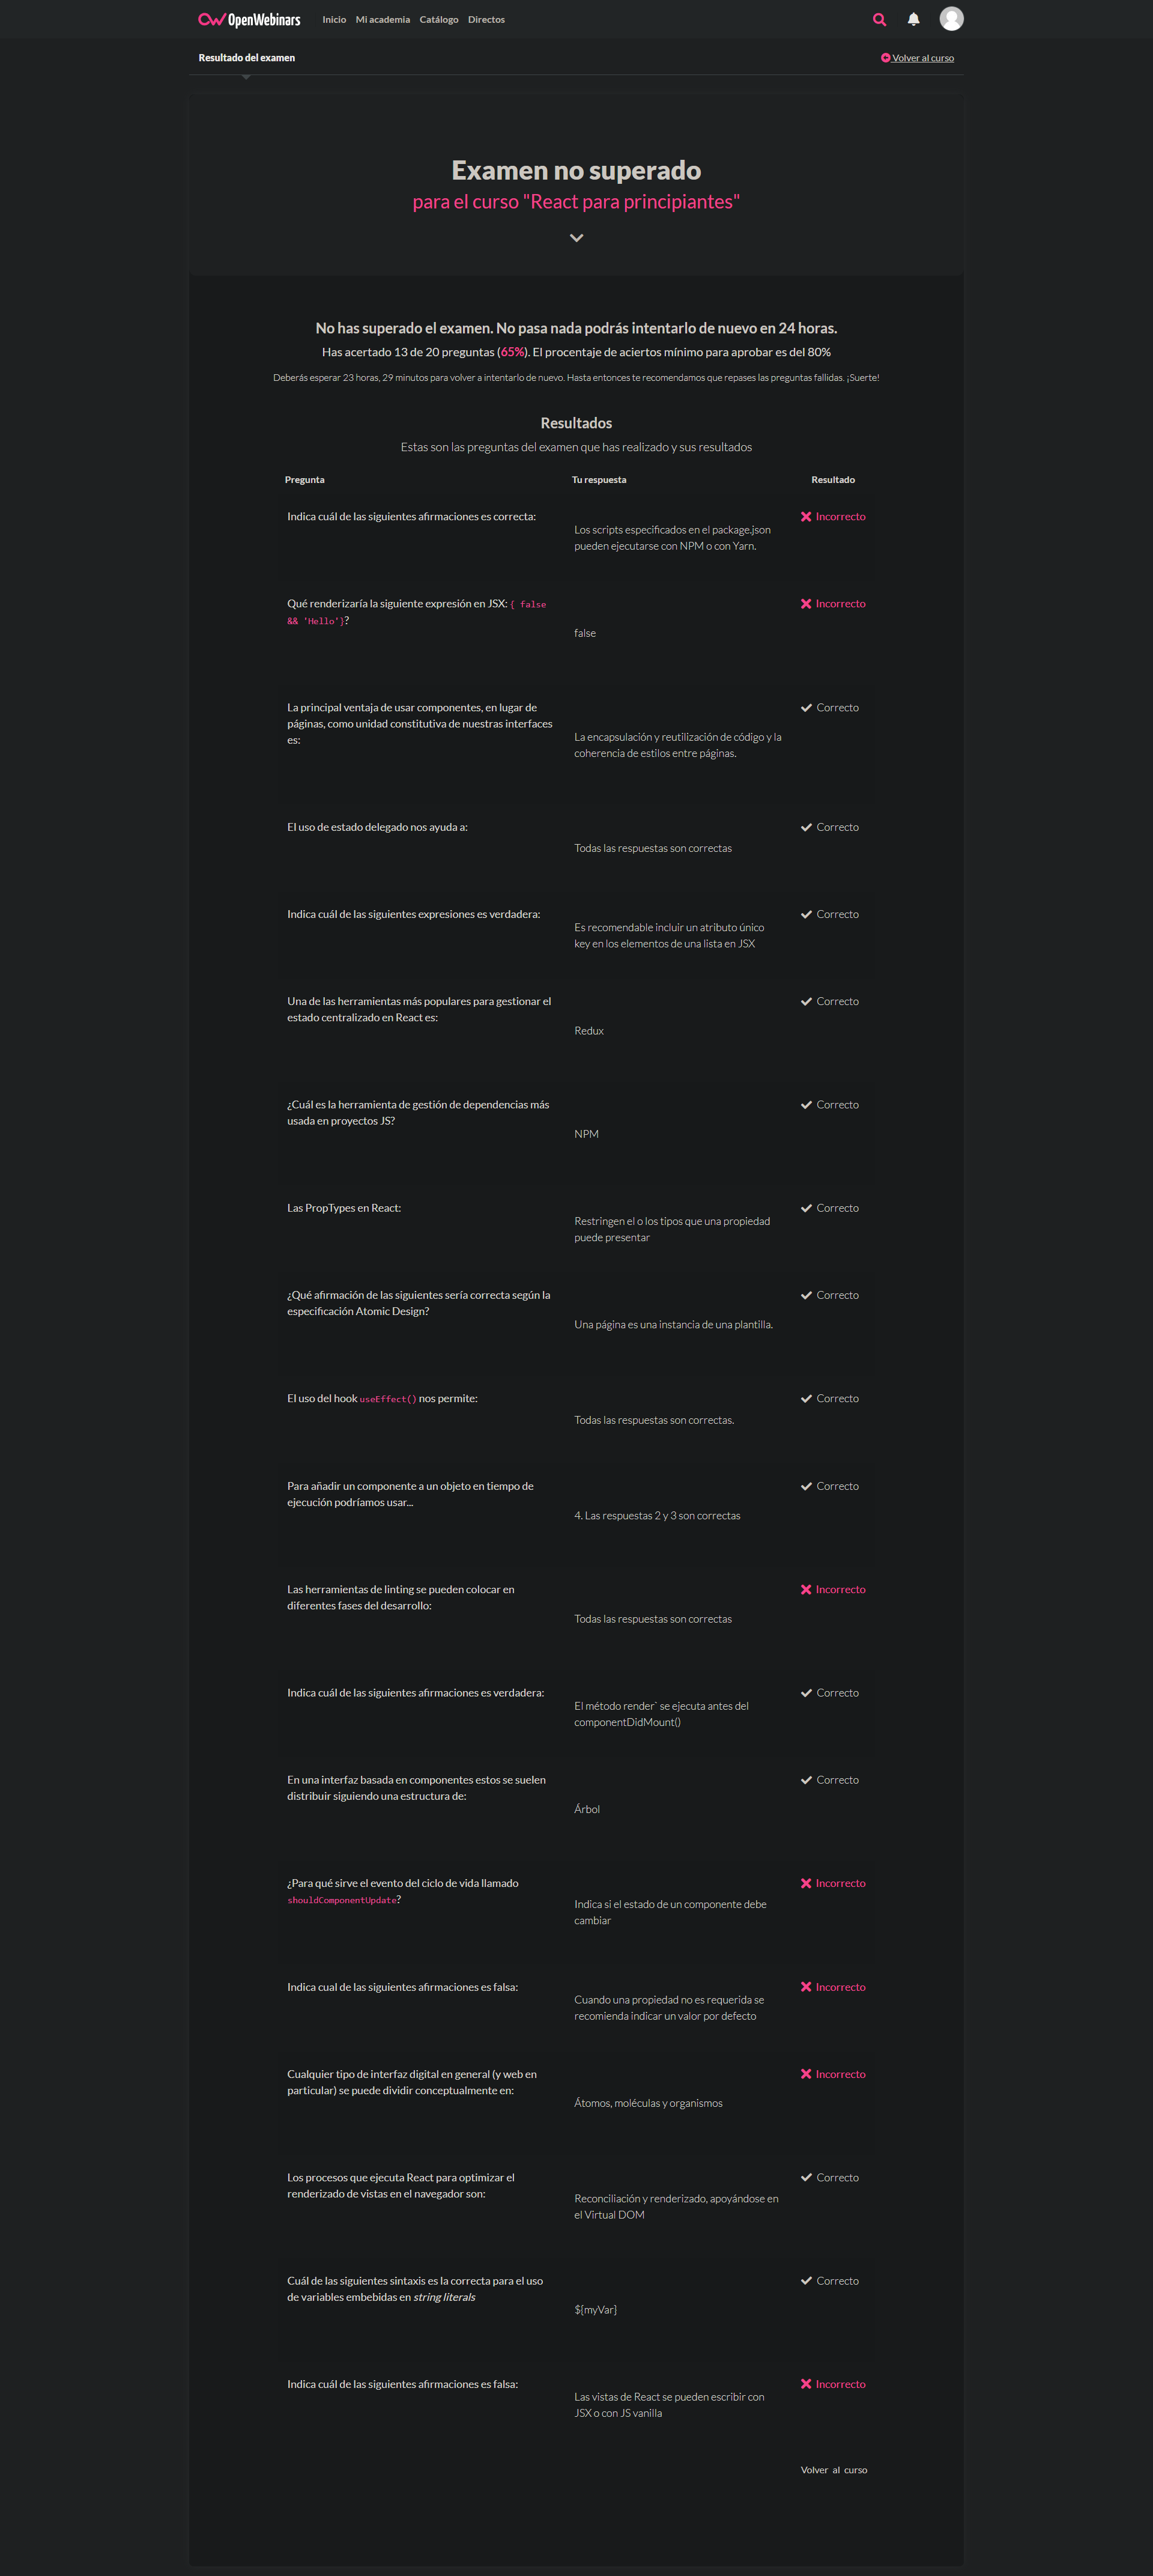 OpenWebinars
Inicio Mi academia Catálogo Directos
Resultado del examen
Volver al curso
Examen no superado
para el curso "React para principiantes"
No has superado el examen. No pasa nada podrás intentarlo de nuevo en 24 horas.
Has acertado 13 de 20 preguntas (65%). El procentaje de aciertos mínimo para aprobar es del 80%
Deberás esperar 23 horas, 29 minutos para volver a intentarlo de nuevo. Hasta entonces te recomendamos que repases las preguntas fallidas. ¡Suerte!
Resultados
Estas son las preguntas del examen que has realizado y sus resultados
Pregunta Tu respuesta Resultado
Indica cuál de las siguientes afirmaciones es correcta:
Los scripts especificados en el package.json
pueden ejecutarse con NPM o con Yarn.
Incorrecto
Qué renderizaría la siguiente expresión en JSX: { false
&& 'Hello'}?
false
Incorrecto
La principal ventaja de usar componentes, en lugar de
páginas, como unidad constitutiva de nuestras interfaces
es:
La encapsulación y reutilización de código y la
coherencia de estilos entre páginas.
Correcto
El uso de estado delegado nos ayuda a:
Todas las respuestas son correctas
Correcto
Indica cuál de las siguientes expresiones es verdadera:
Es recomendable incluir un atributo único
key en los elementos de una lista en JSX
Correcto
Una de las herramientas más populares para gestionar el
estado centralizado en React es:
Redux
Correcto
¿Cuál es la herramienta de gestión de dependencias más
usada en proyectos JS?
NPM
Correcto
Las PropTypes en React:
Restringen el o los tipos que una propiedad
puede presentar
Correcto
¿Qué afirmación de las siguientes sería correcta según la
especificación Atomic Design?
Una página es una instancia de una plantilla.
Correcto
El uso del hook useEffect() nos permite:
Todas las respuestas son correctas.
Correcto
Para añadir un componente a un objeto en tiempo de
ejecución podríamos usar...
4. Las respuestas 2 y 3 son correctas
Correcto
Las herramientas de linting se pueden colocar en
diferentes fases del desarrollo:
Todas las respuestas son correctas
Incorrecto
Indica cuál de las siguientes afirmaciones es verdadera:
El método render` se ejecuta antes del
componentDidMount()
Correcto
En una interfaz basada en componentes estos se suelen
distribuir siguiendo una estructura de:
Árbol
Correcto
¿Para qué sirve el evento del ciclo de vida llamado
shouldComponentUpdate?
Indica si el estado de un componente debe
cambiar
Incorrecto
Indica cual de las siguientes afirmaciones es falsa:
Cuando una propiedad no es requerida se
recomienda indicar un valor por defecto
Incorrecto
Cualquier tipo de interfaz digital en general (y web en
particular) se puede dividir conceptualmente en:
Átomos, moléculas y organismos
Incorrecto
Los procesos que ejecuta React para optimizar el
renderizado de vistas en el navegador son:
Reconciliación y renderizado, apoyándose en
el Virtual DOM
Correcto
Cuál de las siguientes sintaxis es la correcta para el uso
de variables embebidas en string literals
${myVar}
Correcto
Indica cuál de las siguientes afirmaciones es falsa:
Las vistas de React se pueden escribir con
JSX o con JS vanilla
Incorrecto
Volver al curso